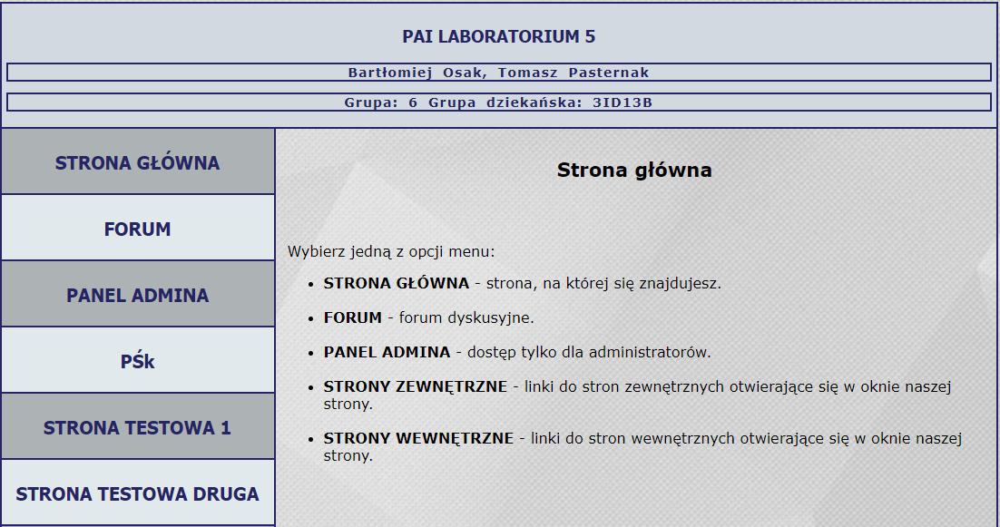 PAI LABORATORIUM 5
Bartłomiej Osak, Tomasz Pasternak
Grupa: 6 Grupa dziekańska: 3ID13B
STRONA GŁÓWNA
FORUM
PANEL ADMINA
PŚk
STRONA TESTOWA 1
STRONA TESTOWA DRUGA
Strona główna
Wybierz jedną z opcji menu:
• STRONA GŁÓWNA - strona, na której się znajdujesz.
• FORUM - forum dyskusyjne.
• PANEL ADMINA - dostęp tylko dla administratorów.
• STRONY ZEWNĘTRZNE - linki do stron zewnętrznych otwierające się w oknie naszej
strony.
• STRONY WEWNĘTRZNE - linki do stron wewnętrznych otwierające się w oknie naszej
strony.